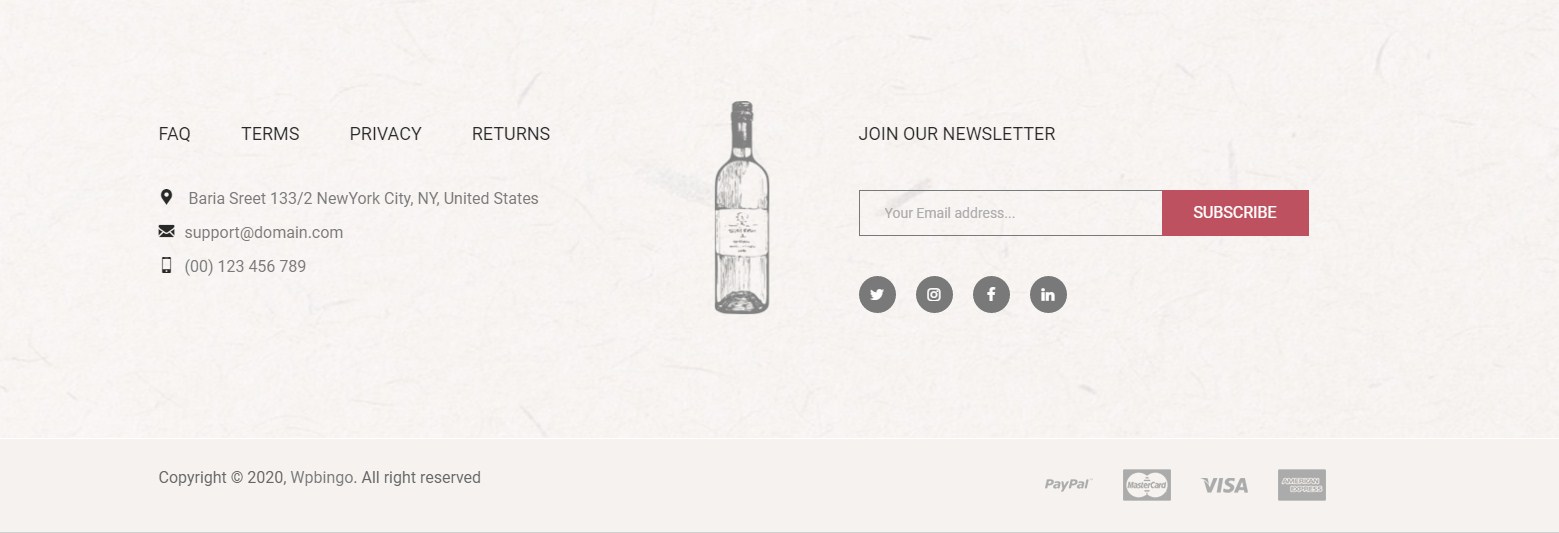 FAQ TERMS PRIVACY RETURNS
Baria Sreet 133/2 NewYork City, NY, United States
support@domain.com
(00) 123 456 789
JOIN OUR NEWSLETTER
Your Email address... SUBSCRIBE
Copyright © 2020, Wpbingo. All right reserved
PayPal MasterCard VISA AMERICAN EXPRESS